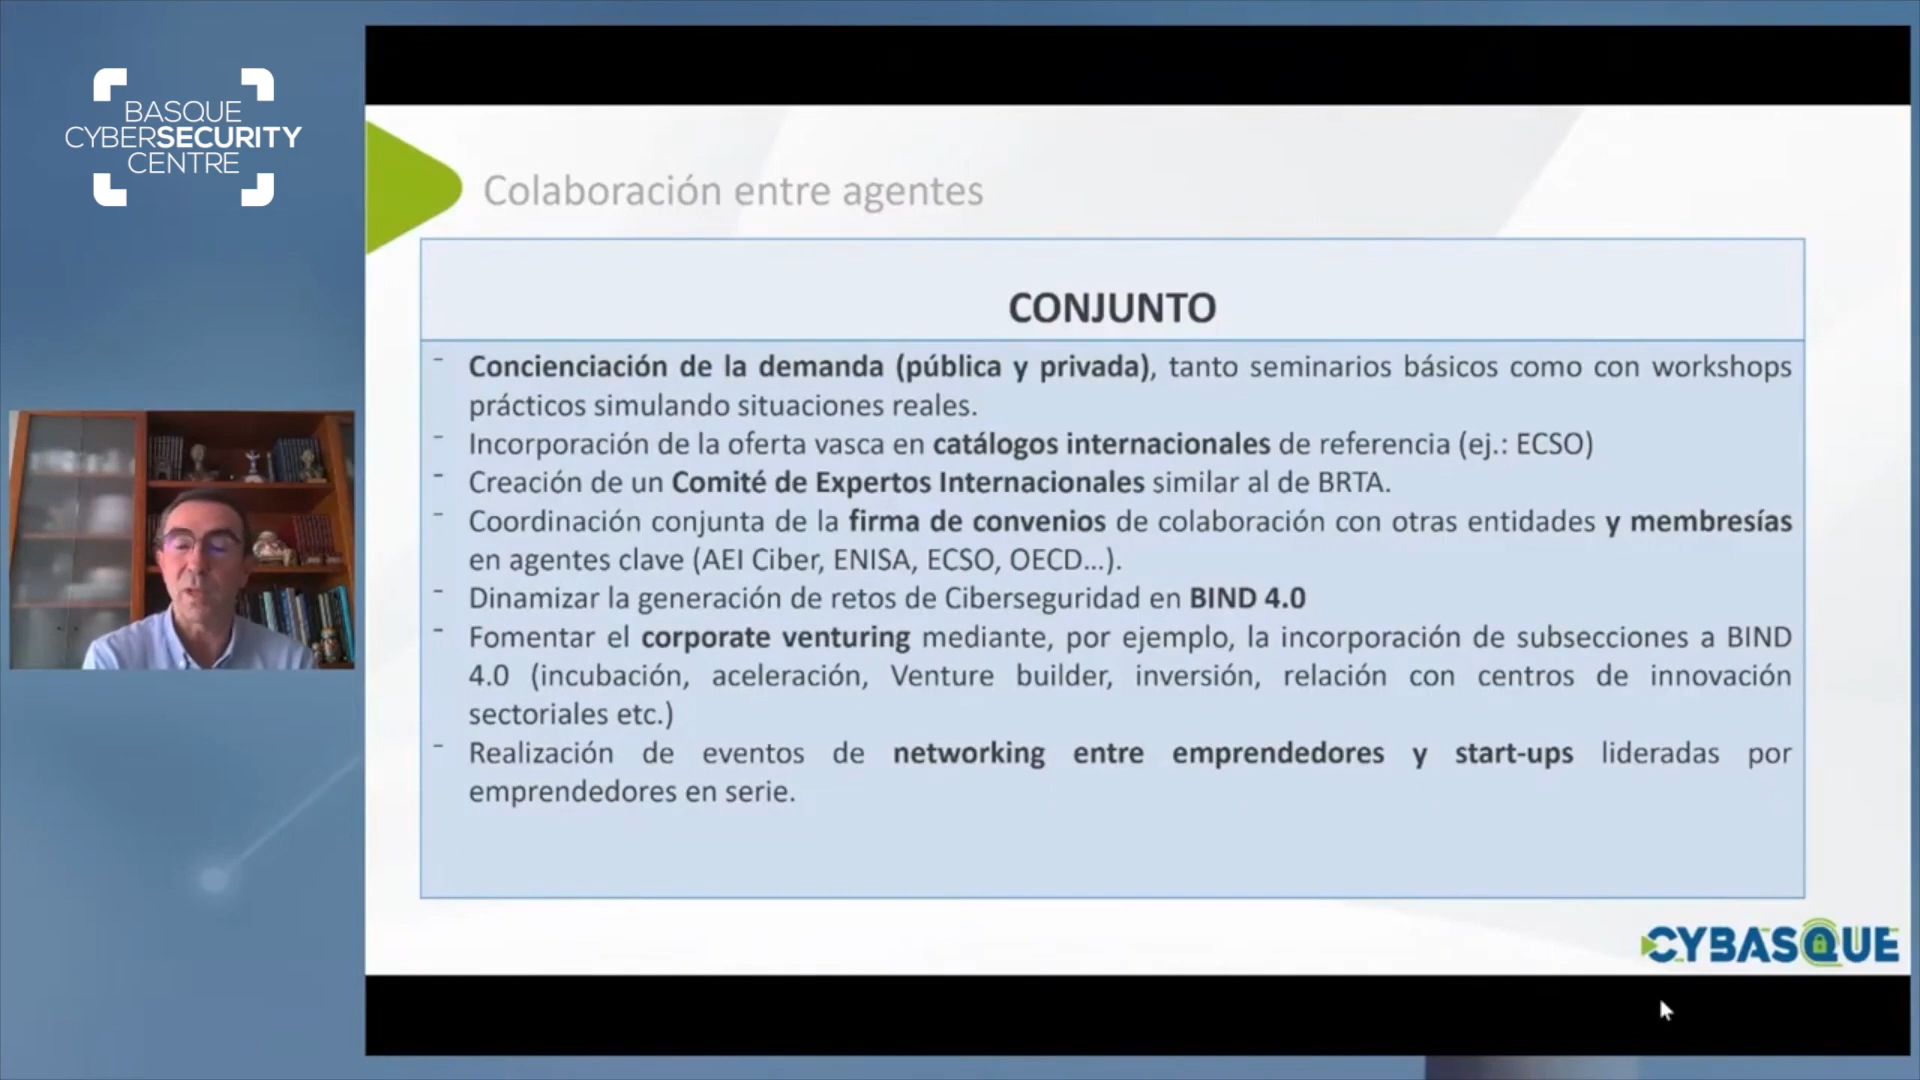 BASQUE
CYBERSECURITY
CENTRE
Colaboración entre agentes
CONJUNTO
- Concienciación de la demanda (pública y privada), tanto seminarios básicos como con workshops
prácticos simulando situaciones reales.
- Incorporación de la oferta vasca en catálogos internacionales de referencia (ej.: ECSO)
- Creación de un Comité de Expertos Internacionales similar al de BRTA.
- Coordinación conjunta de la firma de convenios de colaboración con otras entidades y membresías
en agentes clave (AEI Ciber, ENISA, ECSO, OECD...).
- Dinamizar la generación de retos de Ciberseguridad en BIND 4.0
- Fomentar el corporate venturing mediante, por ejemplo, la incorporación de subsecciones a BIND
4.0 (incubación, aceleración, Venture builder, inversión, relación con centros de innovación
sectoriales etc.)
- Realización de eventos de networking entre emprendedores y start-ups lideradas por
emprendedores en serie.
CYBASQUE